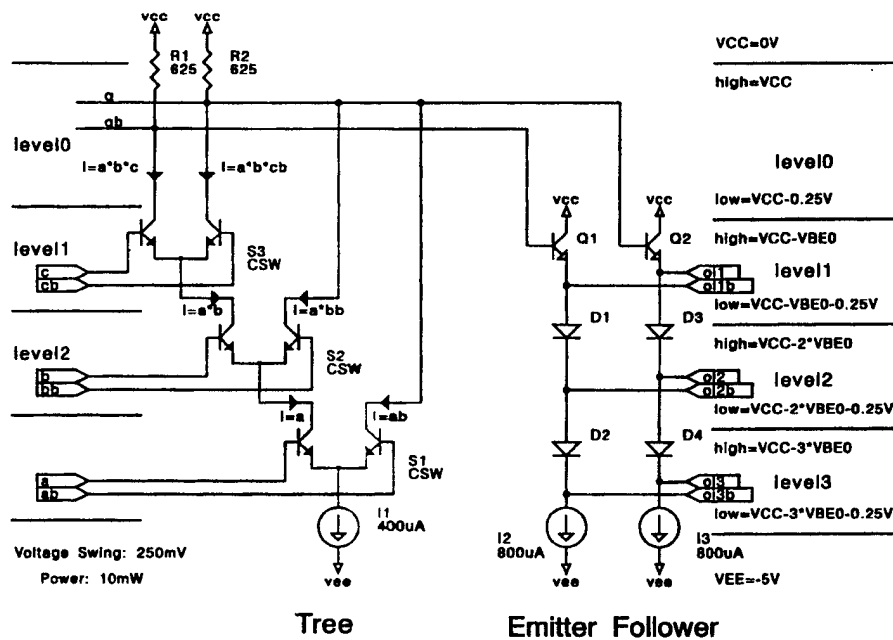 vcc vcc
R1
625
R2
625
VCC=0V
high=VCC
q
qb
level0
level0
I=a*b*c
I=a*b*cb
low=VCC-0.25V
vcc vcc
Q1
Q2
high=VCC-VBE0
S3
CSW
level1
c
cb
ol1
ol1b
level1
low=VCC-VBE0-0.25V
I=a*b
I=a*bb
D1
D3
high=VCC-2*VBE0
level2
S2
CSW
b
bb
ol2
ol2b
level2
low=VCC-2*VBE0-0.25V
I=a
I=ab
D2
D4
high=VCC-3*VBE0
S1
CSW
a
ab
ol3
ol3b
level3
low=VCC-3*VBE0-0.25V
I1
400uA
I2
800uA
I3
800uA
Voltage Swing: 250mV
Power: 10mW
vee
vee vee
VEE=-5V
Tree
Emitter Follower